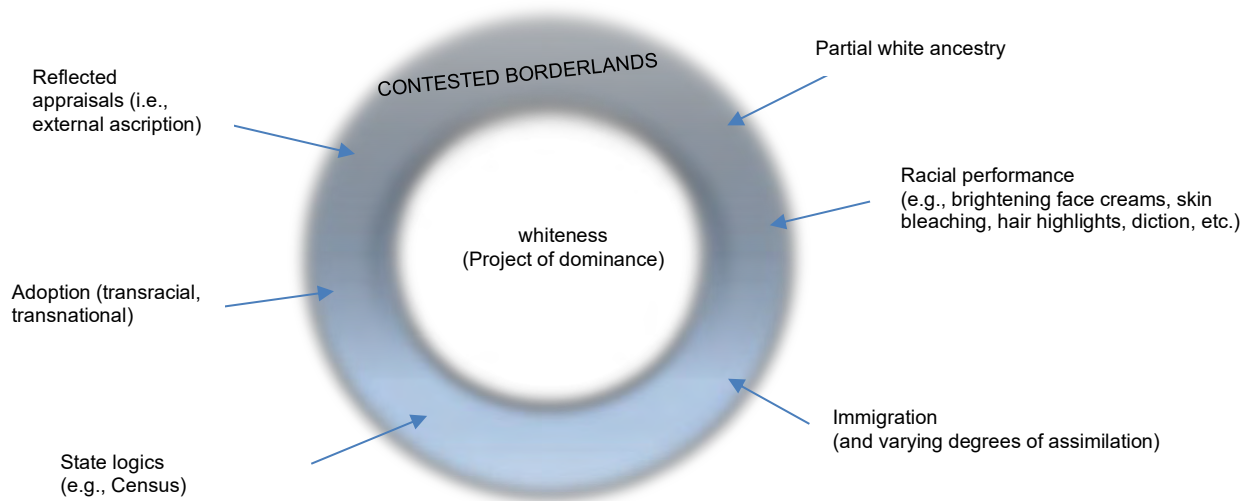 Partial white ancestry
Reflected
appraisals (i.e.,
external ascription)
CONTESTED BORDERLANDS
Racial performance
(e.g., brightening face creams, skin
bleaching, hair highlights, diction, etc.)
whiteness
(Project of dominance)
Adoption (transracial,
transnational)
Immigration
(and varying degrees of assimilation)
State logics
(e.g., Census)